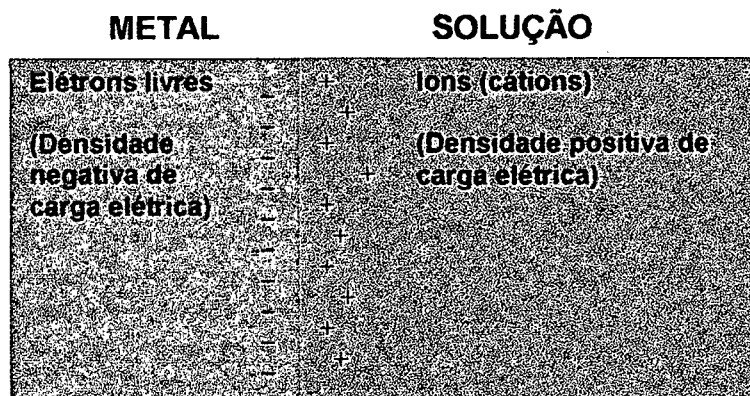 METAL
SOLUÇÃO
Elétrons livres
(Densidade
negativa de
carga elétrica)
Ions (cátions)
(Densidade positiva de
carga elétrica)